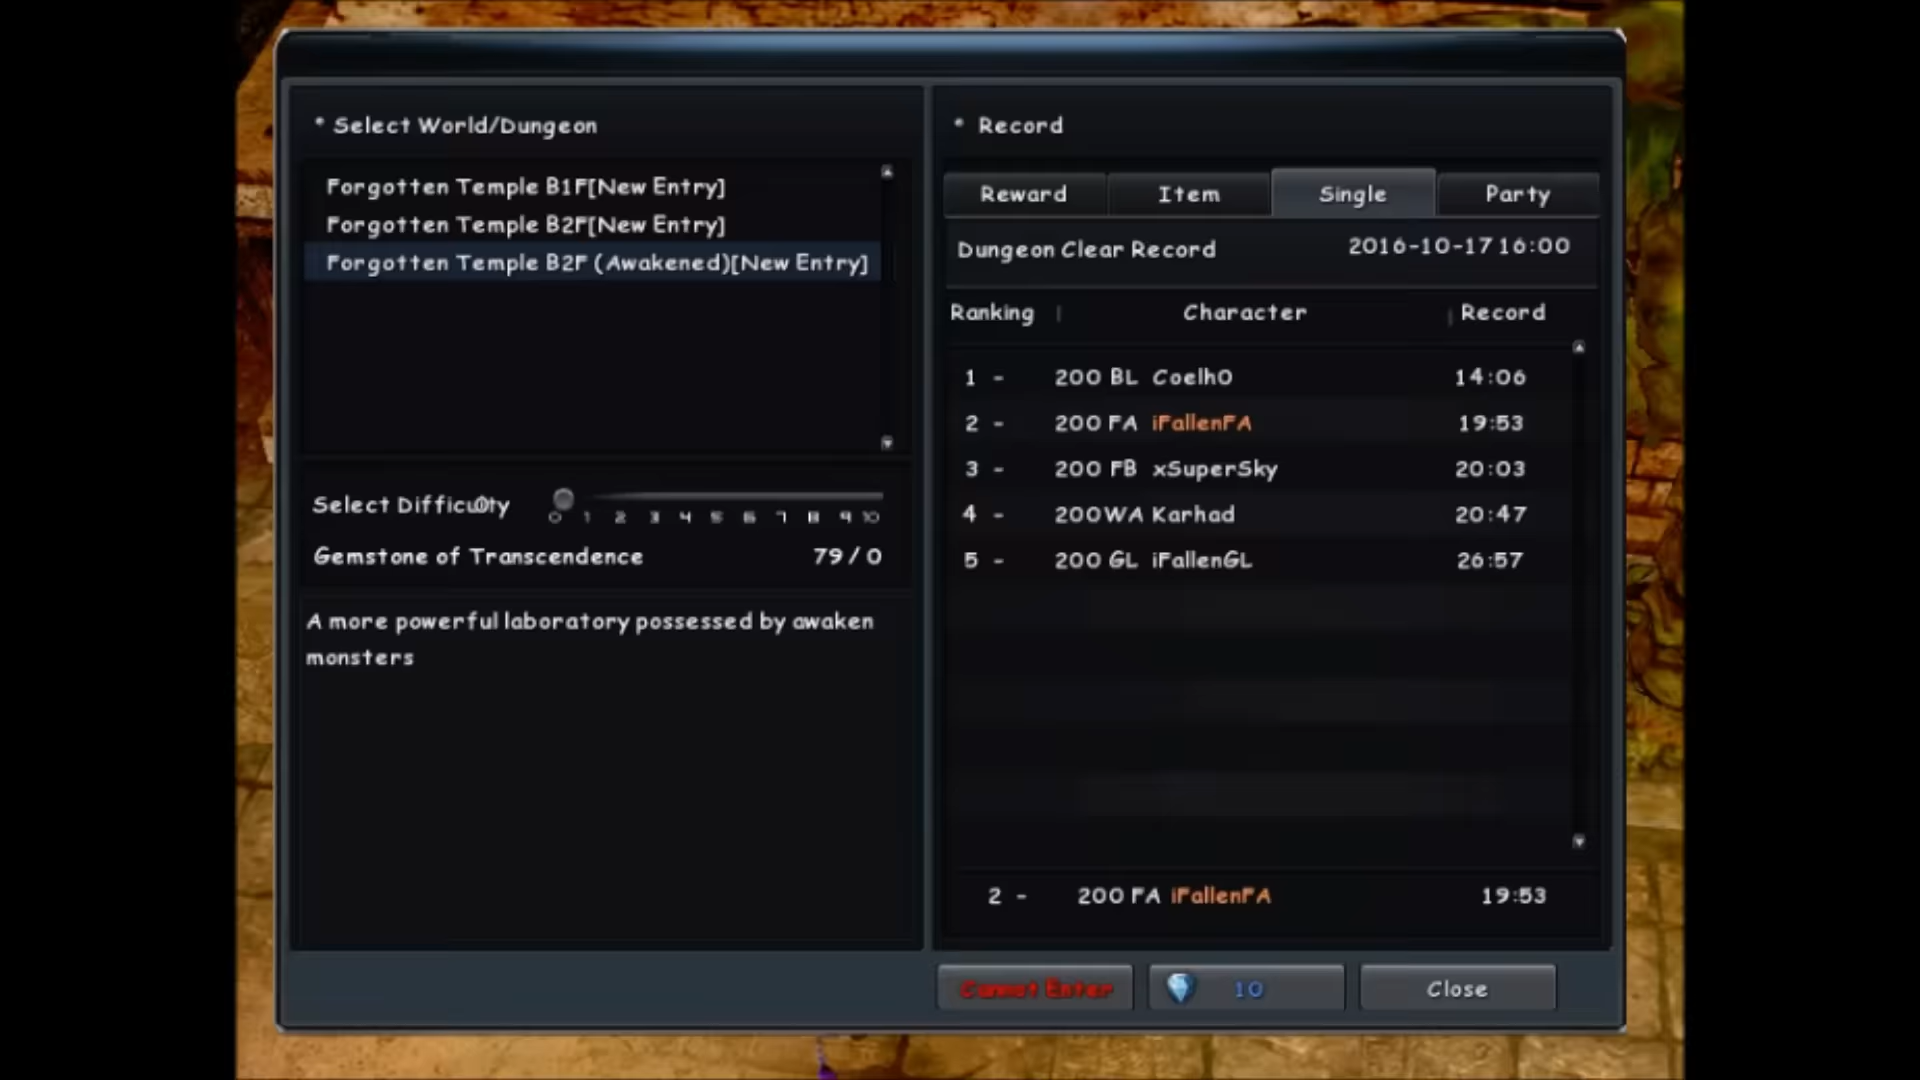 * Select World/Dungeon
Forgotten Temple B1F[New Entry]
Forgotten Temple B2F[New Entry]
Forgotten Temple B2F (Awakened)[New Entry]
Select Difficulty
0 1 2 3 4 5 6 7 8 9 10
Gemstone of Transcendence 79 / 0
A more powerful laboratory possessed by awaken
monsters
* Record
Reward Item Single Party
Dungeon Clear Record 2016-10-17 16:00
Ranking | Character | Record
1 - 200 BL Coelh0 14:06
2 - 200 FA iFallenFA 19:53
3 - 200 FB xSuperSky 20:03
4 - 200 WA Karhad 20:47
5 - 200 GL iFallenGL 26:57
2 - 200 FA iFallenFA 19:53
Cannot Enter 10 Close